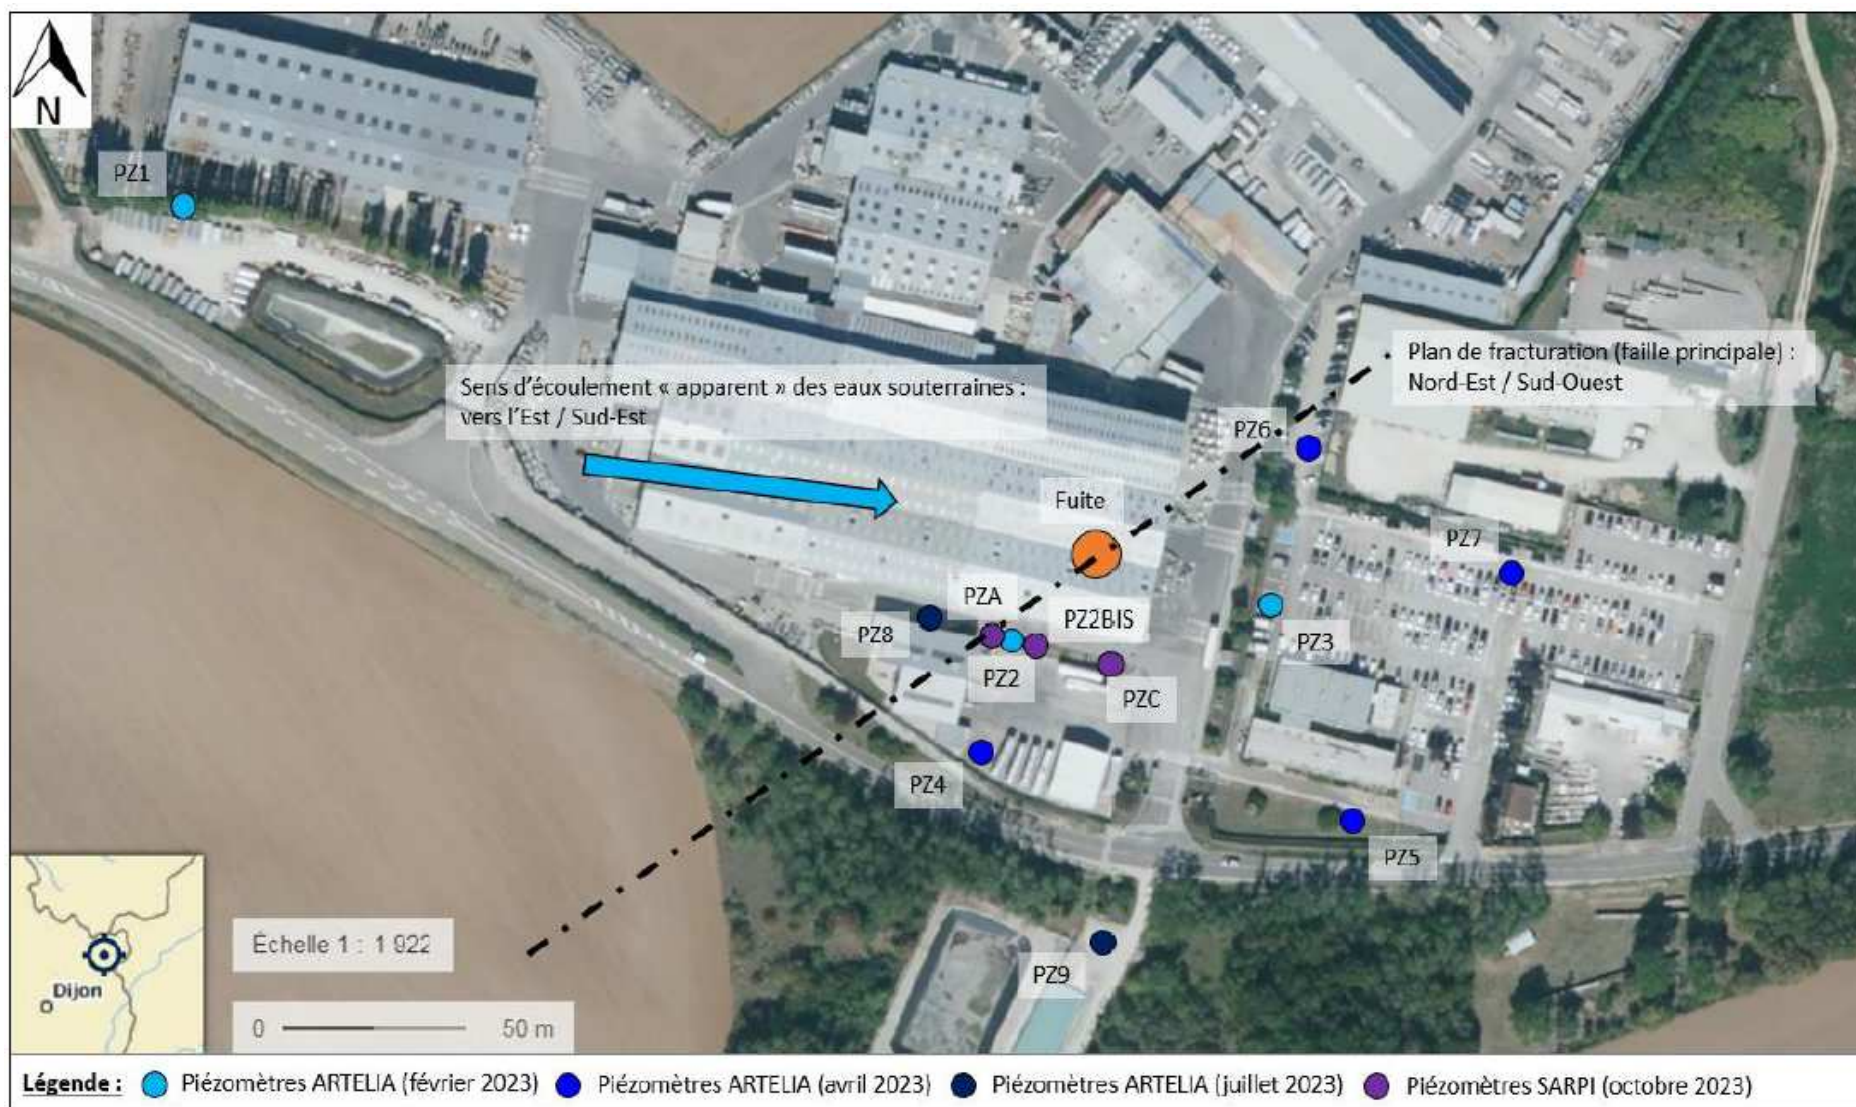 N
PZ1
Plan de fracturation (faille principale) :
Nord-Est / Sud-Ouest
Sens d'écoulement « apparent » des eaux souterraines :
vers l'Est / Sud-Est
PZ6
Fuite
PZ7
PZA
PZ2BIS
PZ8
PZ3
PZ2
PZC
PZ4
PZ5
Échelle 1 : 1 922
PZ9
Dijon
0 50 m
Légende : Piézomètres ARTELIA (février 2023) Piézomètres ARTELIA (avril 2023) Piézomètres ARTELIA (juillet 2023) Piézomètres SARPI (octobre 2023)